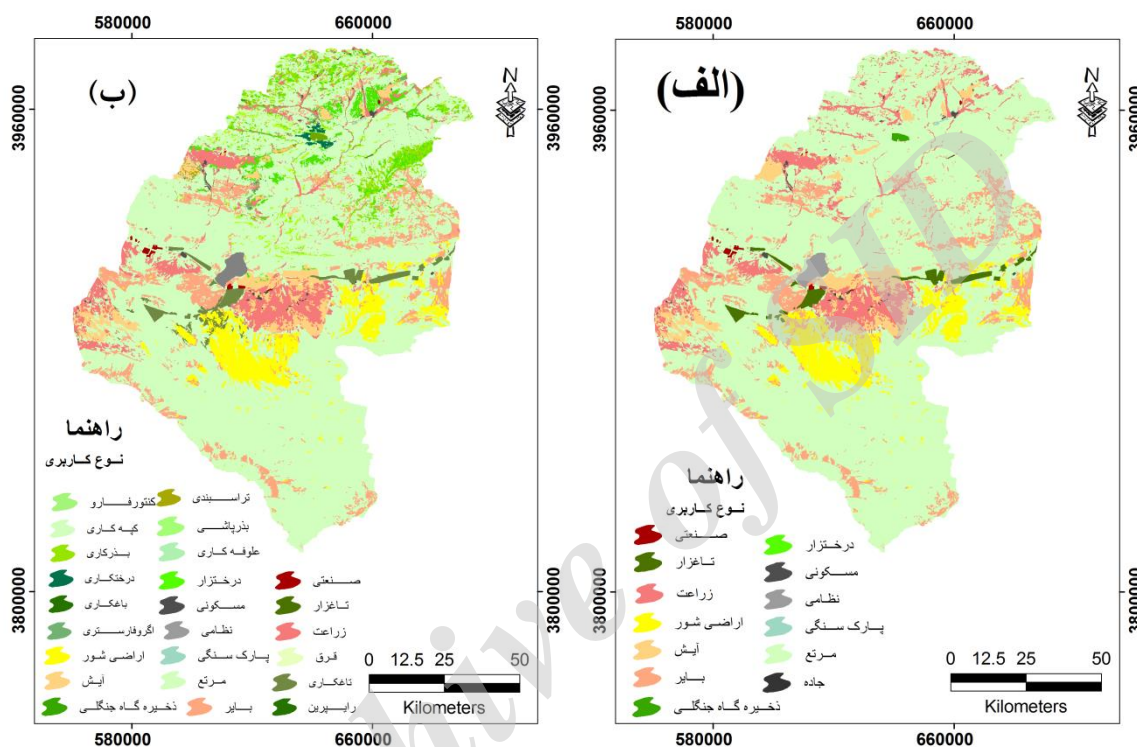 580000 660000
580000 660000
(ب)
(الف)
N
N
3960000
3960000
3960000
3800000
3800000
3800000
راهنما
نوع کاربری
کنتورفارو
تراسبندی
کپه کاری
بذرپاشی
بذرکاری
علوفه کاری
درختکاری
درختزار
صنعتی
باغکاری
مسکونی
تاغزار
اگروفارستری
نظامی
زراعت
اراضی شور
پارک سنگی
قرق
آیش
مرتع
تاغکاری
ذخیره گاه جنگلی
بایر
رایپرین
راهنما
نوع کاربری
صنعتی
درختزار
تاغزار
مسکونی
زراعت
نظامی
اراضی شور
پارک سنگی
آیش
مرتع
بایر
جاده
ذخیره گاه جنگلی
0 12.5 25 50
Kilometers
0 12.5 25 50
Kilometers
580000 660000
580000 660000
Archive of SID